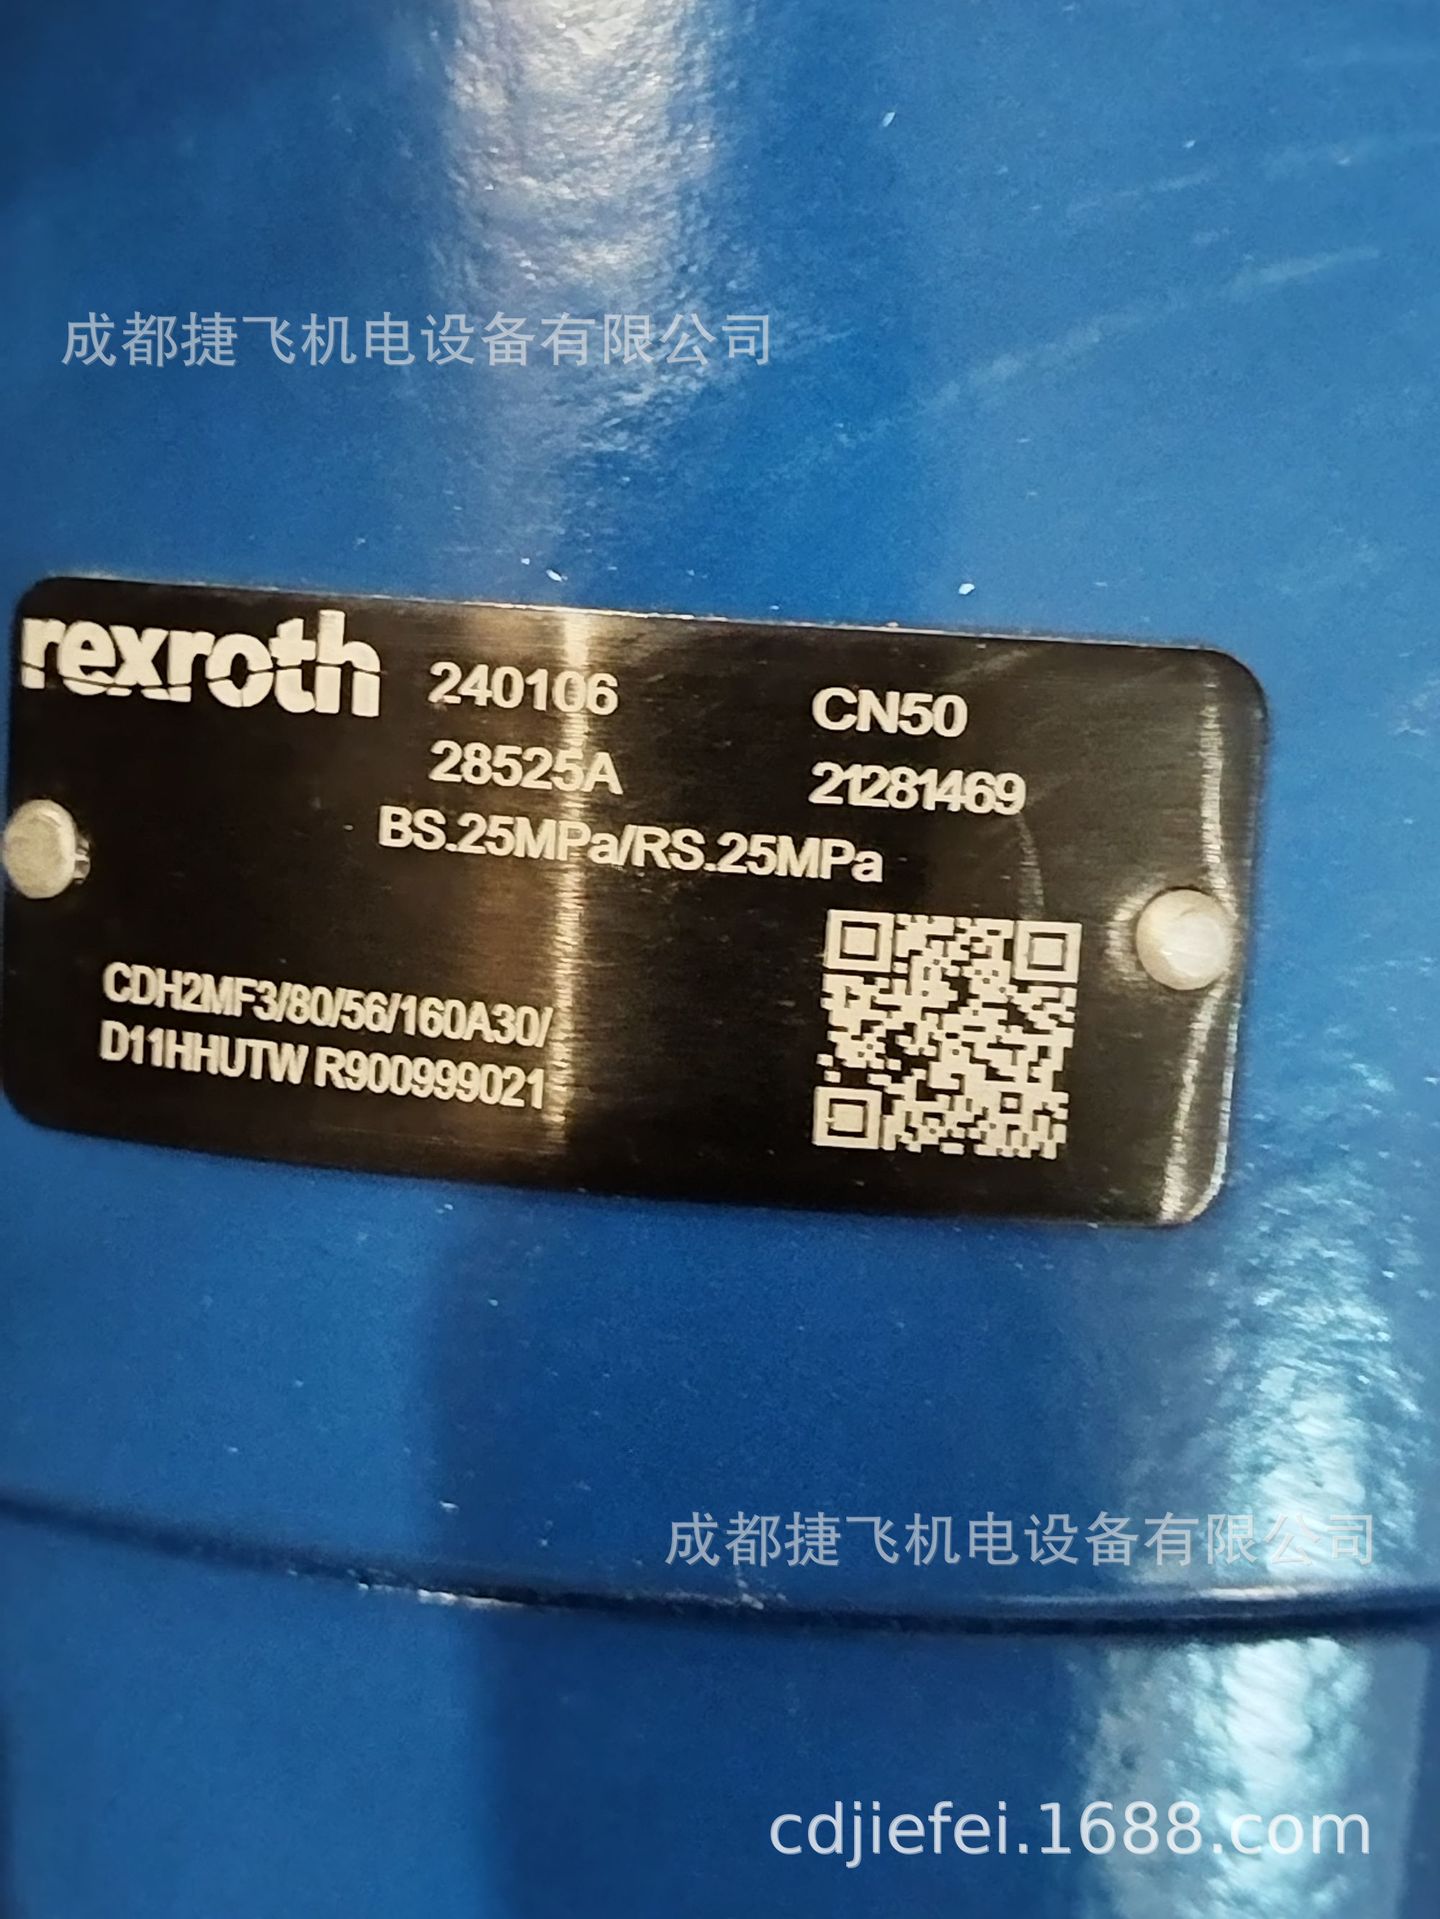 成都捷飞机电设备有限公司
rexroth
240106 CN50
28525A 21281469
BS.25MPa/RS.25MPa
CDH2MF3/80/56/160A30/
D11HHUTW R900999021
成都捷飞机电设备有限公司
cdjiefei.1688.com